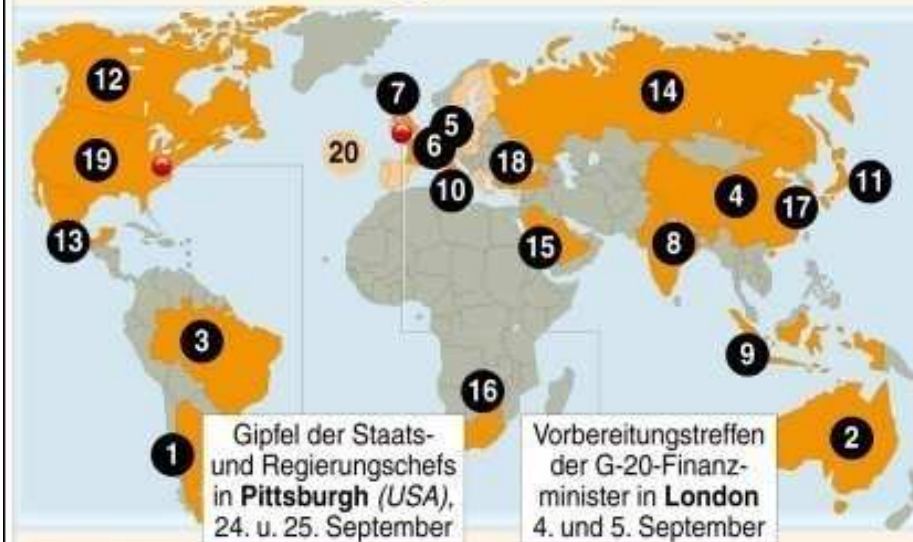 12
7
14
5
6
19
20
18
10
4
11
17
13
15
8
3
9
16
1
2
Gipfel der Staats-
und Regierungschefs
in Pittsburgh (USA),
24. u. 25. September
Vorbereitungstreffen
der G-20-Finanz-
minister in London
4. und 5. September